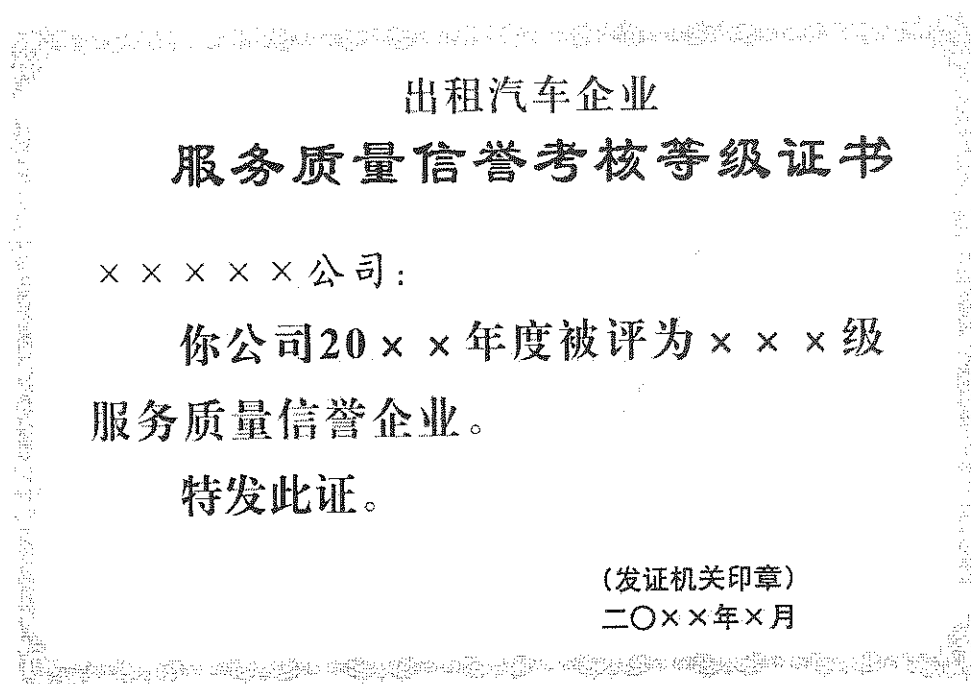 出租汽车企业
服务质量信誉考核等级证书
×××××公司:
你公司20××年度被评为×××级
服务质量信誉企业。
特发此证。
(发证机关印章)
二〇××年×月